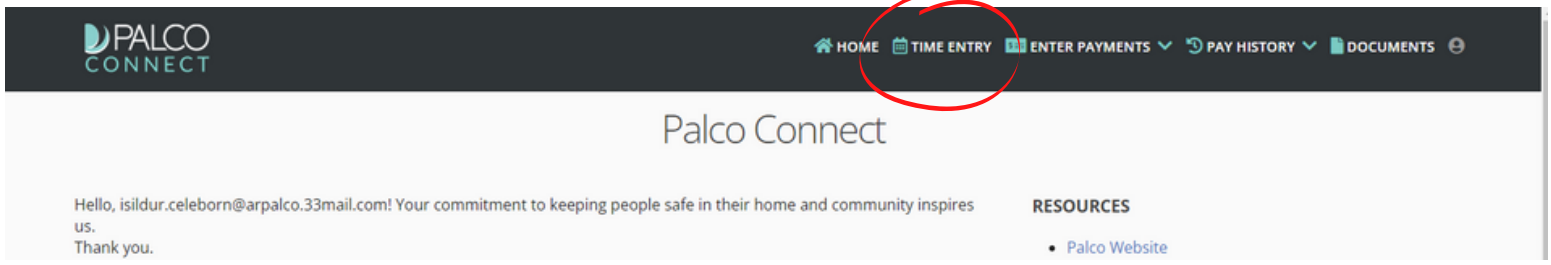 PALCO
CONNECT
HOME TIME ENTRY ENTER PAYMENTS PAY HISTORY DOCUMENTS
Palco Connect
Hello, isildur.celeborn@arpalco.33mail.com! Your commitment to keeping people safe in their home and community inspires
us.
Thank you.
RESOURCES
Palco Website